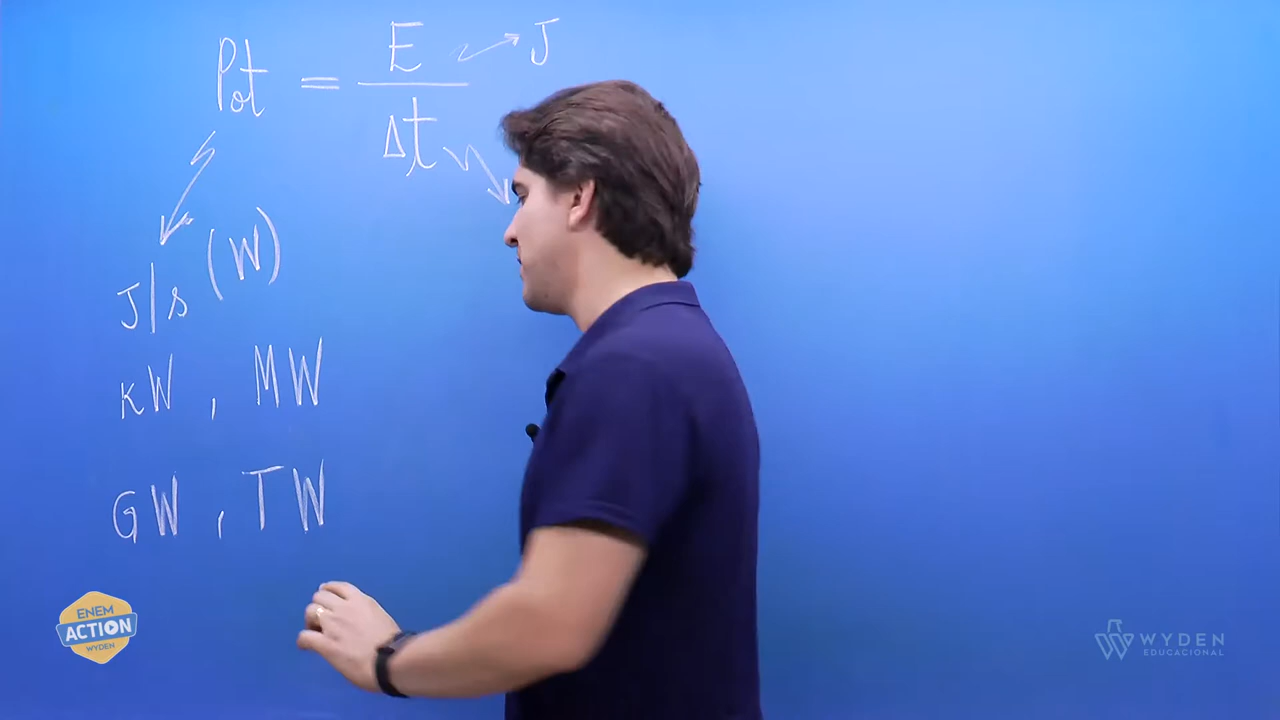 Pot = E/Δt → J
J/s (W)
KW, MW
GW, TW
ENEM
ACTION
WYDEN
WYDEN
EDUCACIONAL